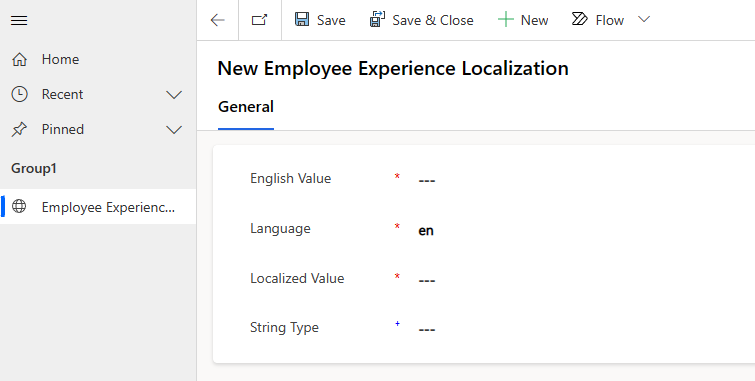 Save
Save & Close
New
Flow
Home
Recent
Pinned
Group1
Employee Experienc...
New Employee Experience Localization
General
English Value * ---
Language * en
Localized Value * ---
String Type + ---